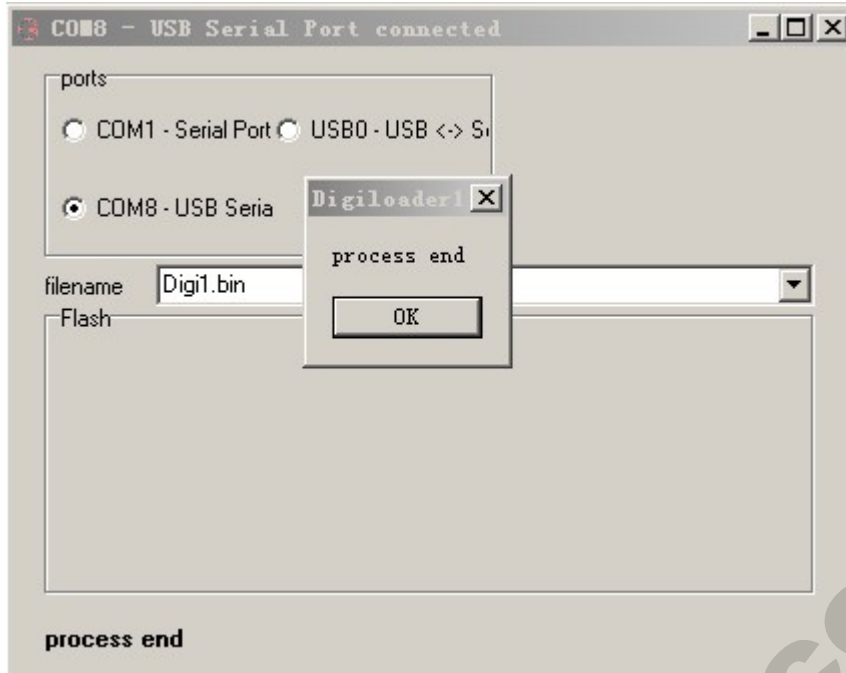 COM8 - USB Serial Port connected
ports
COM1 - Serial Port
USB0 - USB <-> Se
COM8 - USB Seria
Digiloader1
process end
OK
filename
Digi1.bin
Flash
process end